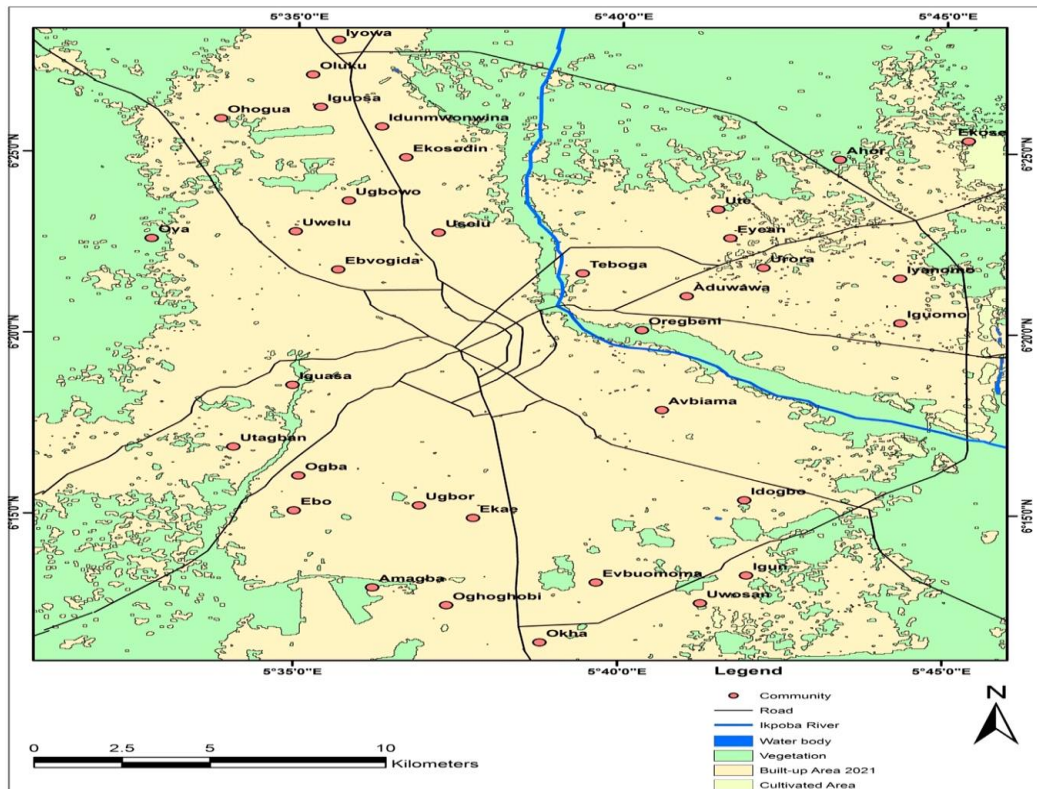 5°35'0"E 5°40'0"E 5°45'0"E
Iyowa
Oluku
Iguosa
Ohogua
Idunmwonwina
Ekosodin
Ekose
Ahor
6°25'0"N 6°25'0"N
Ugbowo
Ute
Oya
Uwelu
Uselu
Eyean
Ebvogida
Teboga
Urora
Iyanomo
Aduwawa
Oregbeni
Iguomo
6°20'0"N 6°20'0"N
Iguasa
Avbiama
Utagban
Ogba
Ebo
Ugbor
Ekae
Idogbo
6°15'0"N 6°15'0"N
Amagba
Oghoghobi
Evbuomoma
Igun
Uwosan
Okha
5°35'0"E 5°40'0"E 5°45'0"E
Legend
Community
Road
Ikpoba River
Water body
Vegetation
Built-up Area 2021
Cultivated Area
N
0 2.5 5 10
Kilometers